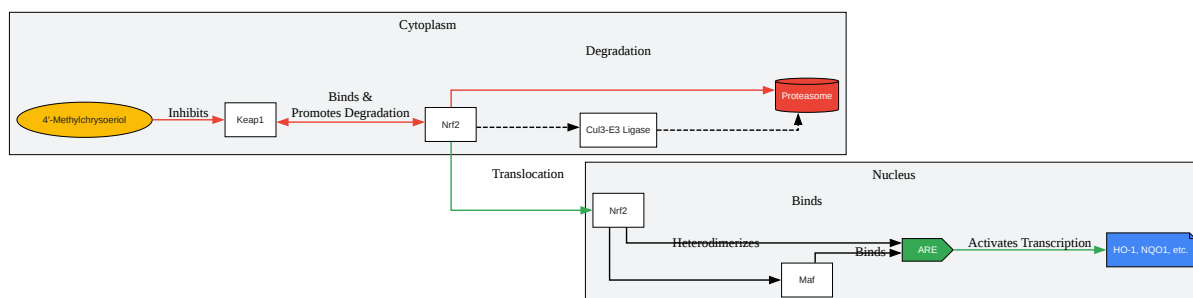 Cytoplasm
Degradation
4'-Methylchrysoeriol
Inhibits
Keap1
Binds &
Promotes Degradation
Nrf2
Cul3-E3 Ligase
Proteasome
Translocation
Nucleus
Nrf2
Binds
Heterodimerizes
Binds
Maf
ARE
Activates Transcription
HO-1, NQO1, etc.